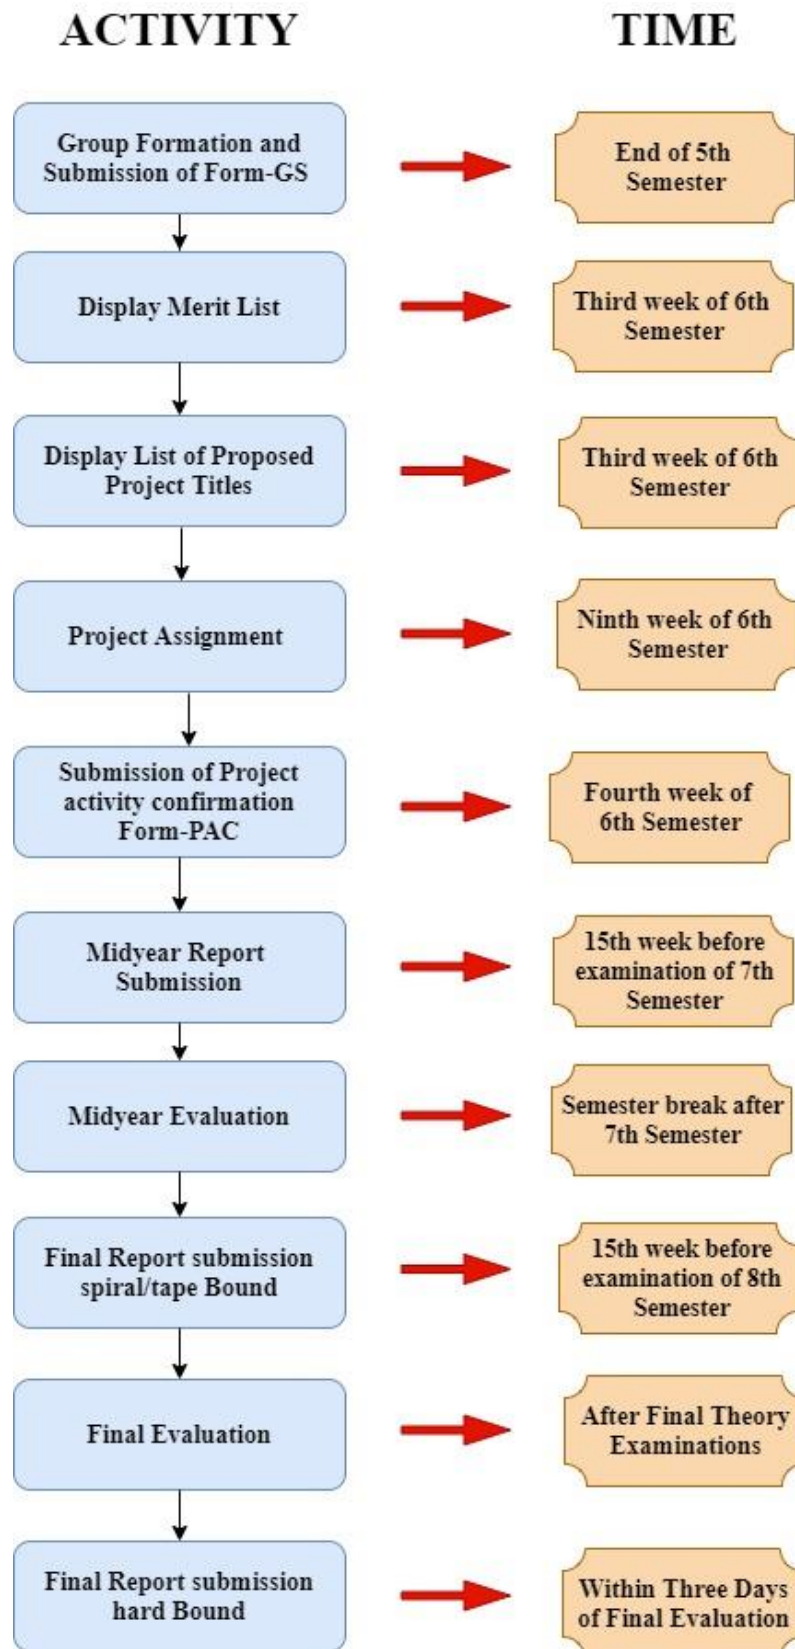 ACTIVITY
TIME
Group Formation and
Submission of Form-GS
End of 5th
Semester
Display Merit List
Third week of 6th
Semester
Display List of Proposed
Project Titles
Third week of 6th
Semester
Project Assignment
Ninth week of 6th
Semester
Submission of Project
activity confirmation
Form-PAC
Fourth week of
6th Semester
Midyear Report
Submission
15th week before
examination of 7th
Semester
Midyear Evaluation
Semester break after
7th Semester
Final Report submission
spiral/tape Bound
15th week before
examination of 8th
Semester
Final Evaluation
After Final Theory
Examinations
Final Report submission
hard Bound
Within Three Days
of Final Evaluation